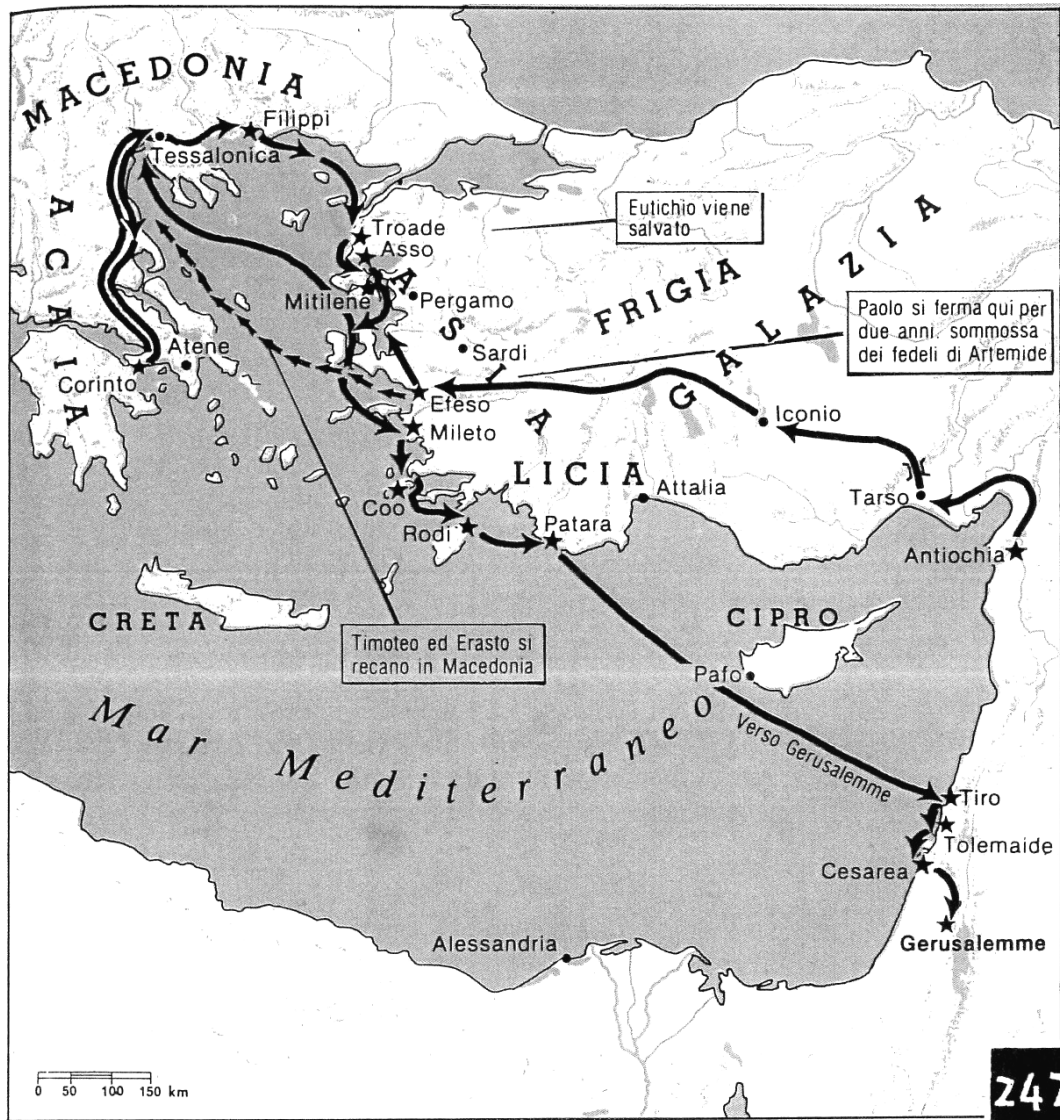 MACEDONIA
Filippi
Tessalonica
ACAIA
Troade
Asso
Eutichio viene
salvato
Mitilene
Pergamo
ASIA
FRIGIA
GALAZIA
Paolo si ferma qui per
due anni. sommossa
dei fedeli di Artemide
Sardi
Atene
Corinto
Efeso
Iconio
Mileto
LICIA
Attalia
Tarso
Coo
Rodi
Patara
Antiochia
CRETA
CIPRO
Timoteo ed Erasto si
recano in Macedonia
Pafo
Mar Mediterraneo
Verso Gerusalemme
Tiro
Tolemaide
Cesarea
Gerusalemme
Alessandria
0 50 100 150 km
247